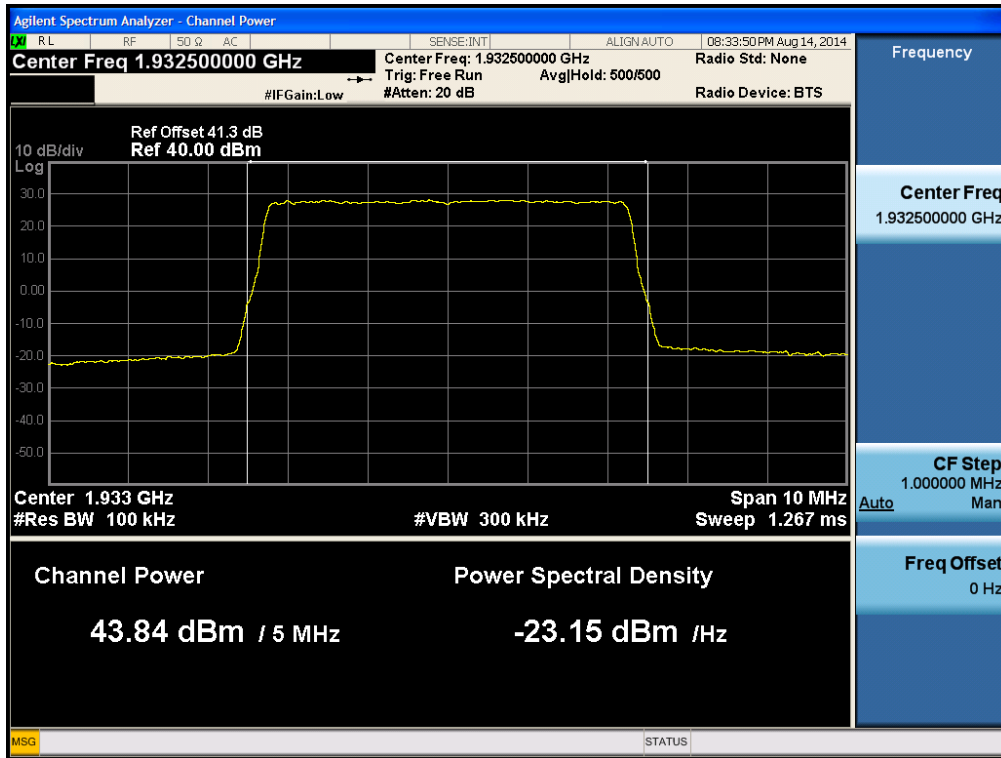 Agilent Spectrum Analyzer - Channel Power
LXI RL RF 50 Ω AC SENSE:INT ALIGNAUTO 08:33:50PM Aug 14, 2014
Center Freq 1.932500000 GHz
Center Freq: 1.932500000 GHz Radio Std: None
Trig: Free Run Avg|Hold: 500/500
#IFGain:Low #Atten: 20 dB Radio Device: BTS
Ref Offset 41.3 dB
10 dB/div Ref 40.00 dBm
Log
30.0
20.0
10.0
0.00
-10.0
-20.0
-30.0
-40.0
-50.0
Center 1.933 GHz Span 10 MHz
#Res BW 100 kHz #VBW 300 kHz Sweep 1.267 ms
Channel Power Power Spectral Density
43.84 dBm / 5 MHz -23.15 dBm /Hz
MSG STATUS
Frequency
Center Freq
1.932500000 GHz
CF Step
1.000000 MHz
Auto Man
Freq Offset
0 Hz